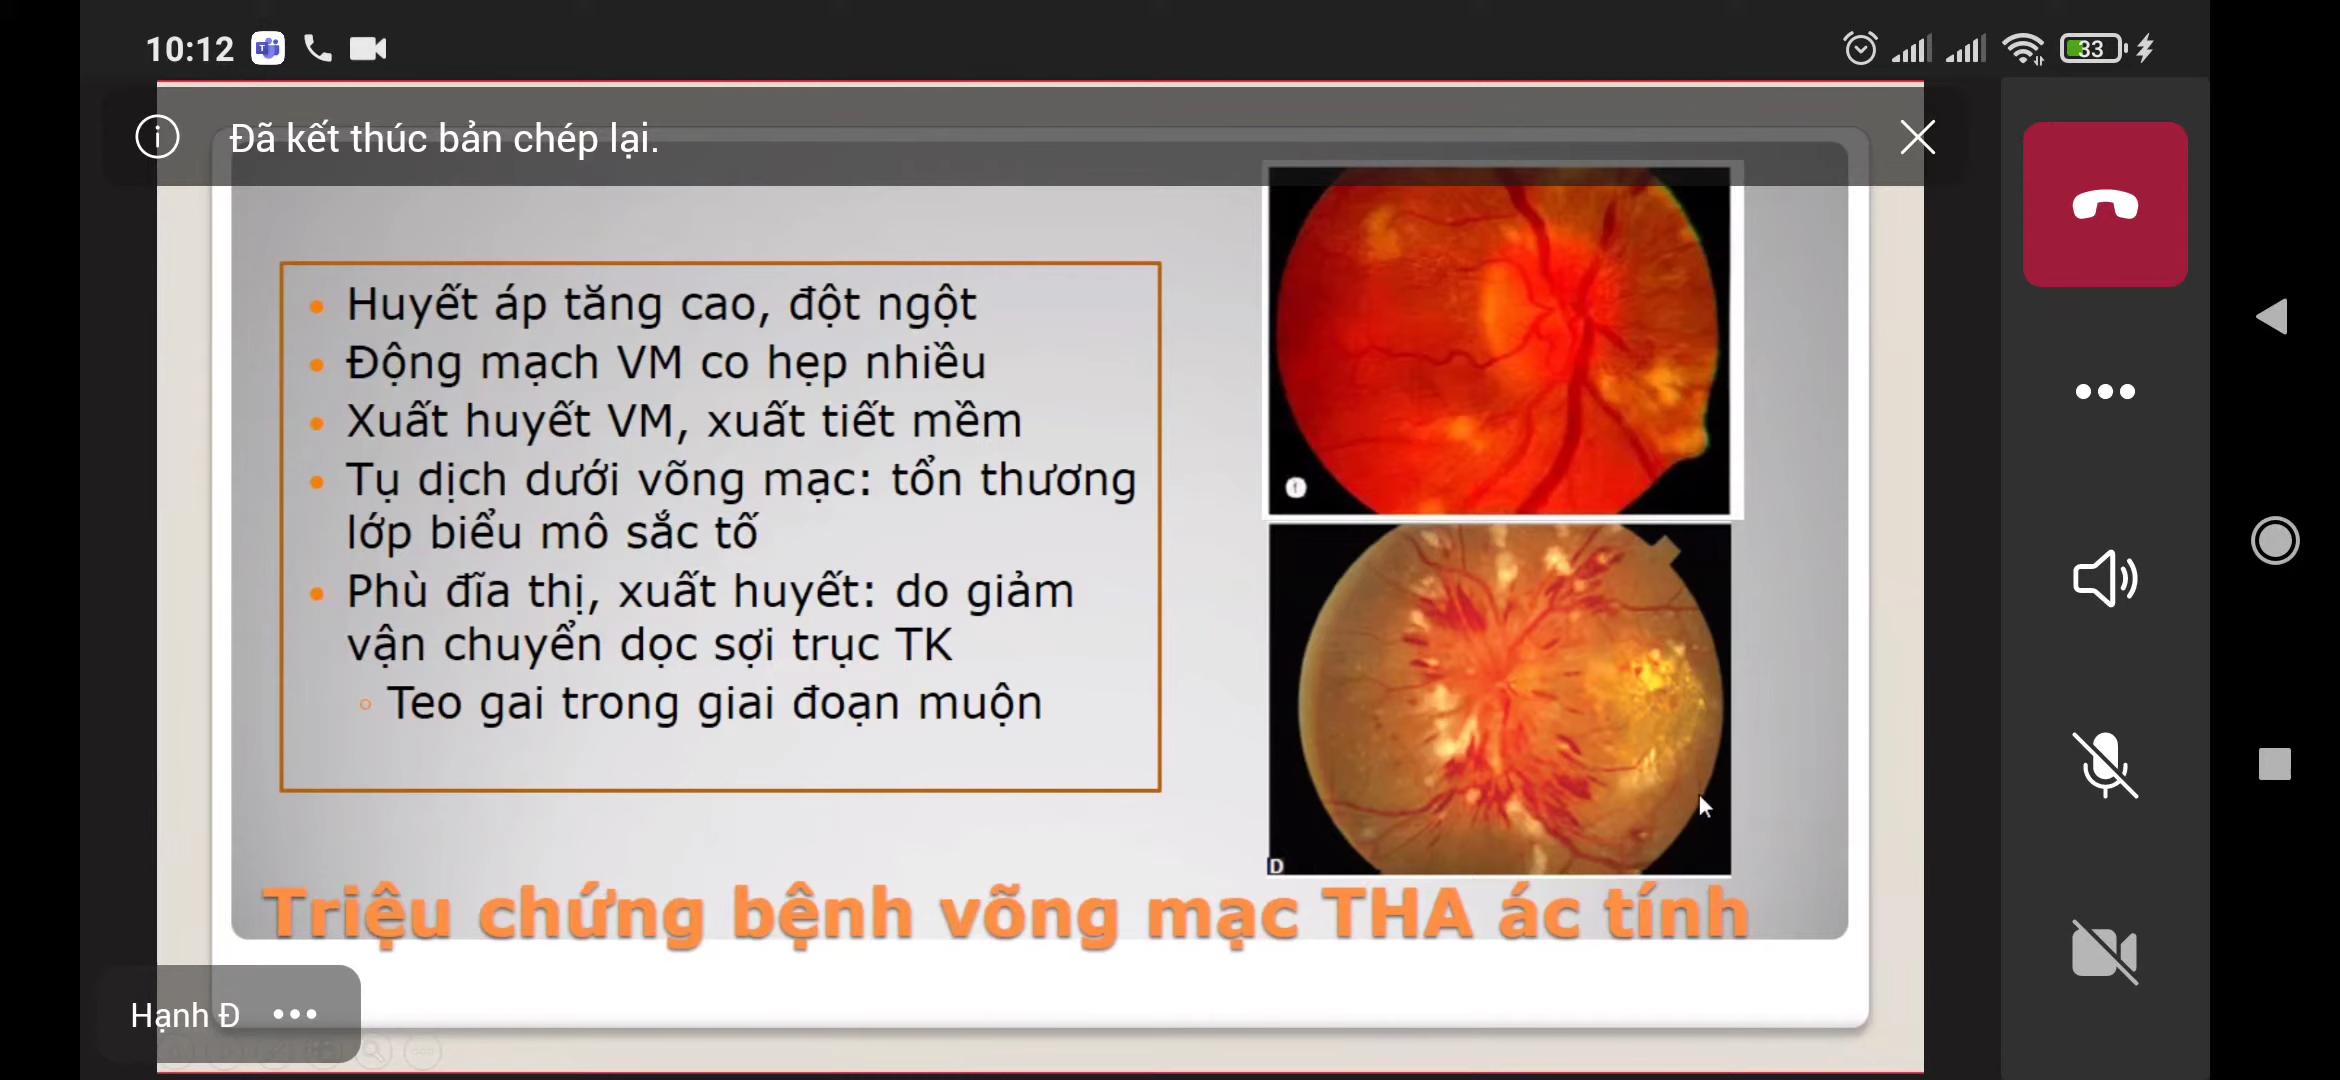 10:12
33
Đã kết thúc bản chép lại.
Huyết áp tăng cao, đột ngột
Động mạch VM co hẹp nhiều
Xuất huyết VM, xuất tiết mềm
Tụ dịch dưới võng mạc: tổn thương
lớp biểu mô sắc tố
Phù đĩa thị, xuất huyết: do giảm
vận chuyển dọc sợi trục TK
Teo gai trong giai đoạn muộn
D
Triệu chứng bệnh võng mạc THA ác tính
Hạnh Đ